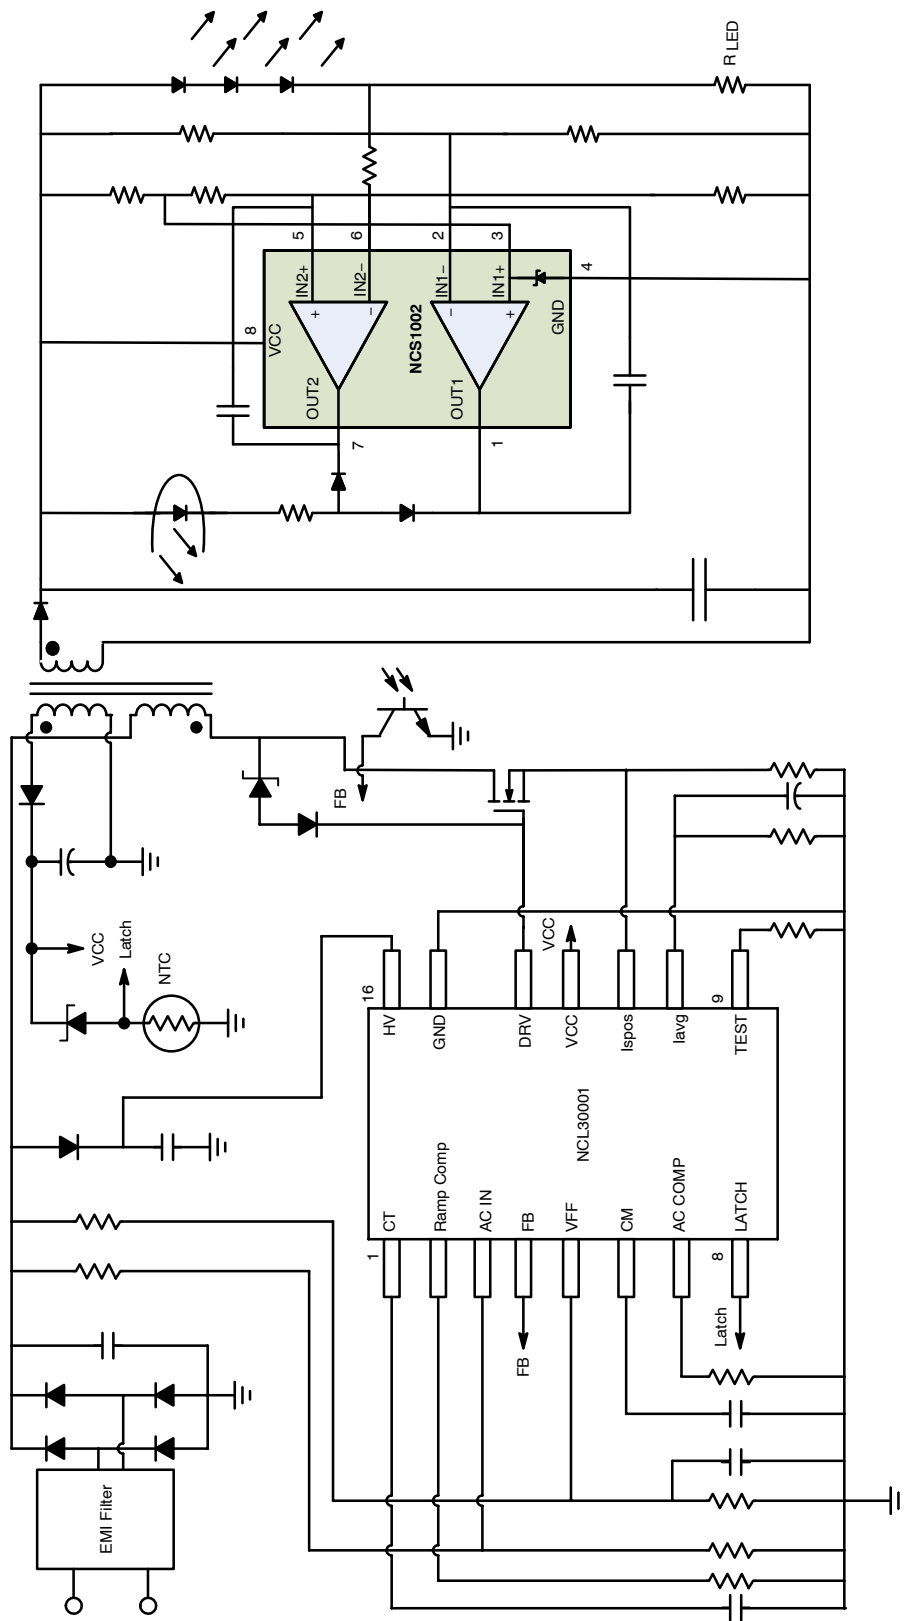 R LED
5
6
2
3
4
IN2+
IN2−
IN1−
IN1+
+
−
−
+
GND
8
VCC
NCS1002
OUT2
OUT1
7
1
FB
VCC
Latch
NTC
VCC
16
9
HV
GND
DRV
VCC
Ispos
Iavg
TEST
NCL30001
CT
Ramp Comp
AC IN
FB
VFF
CM
AC COMP
LATCH
1
8
FB
Latch
EMI Filter